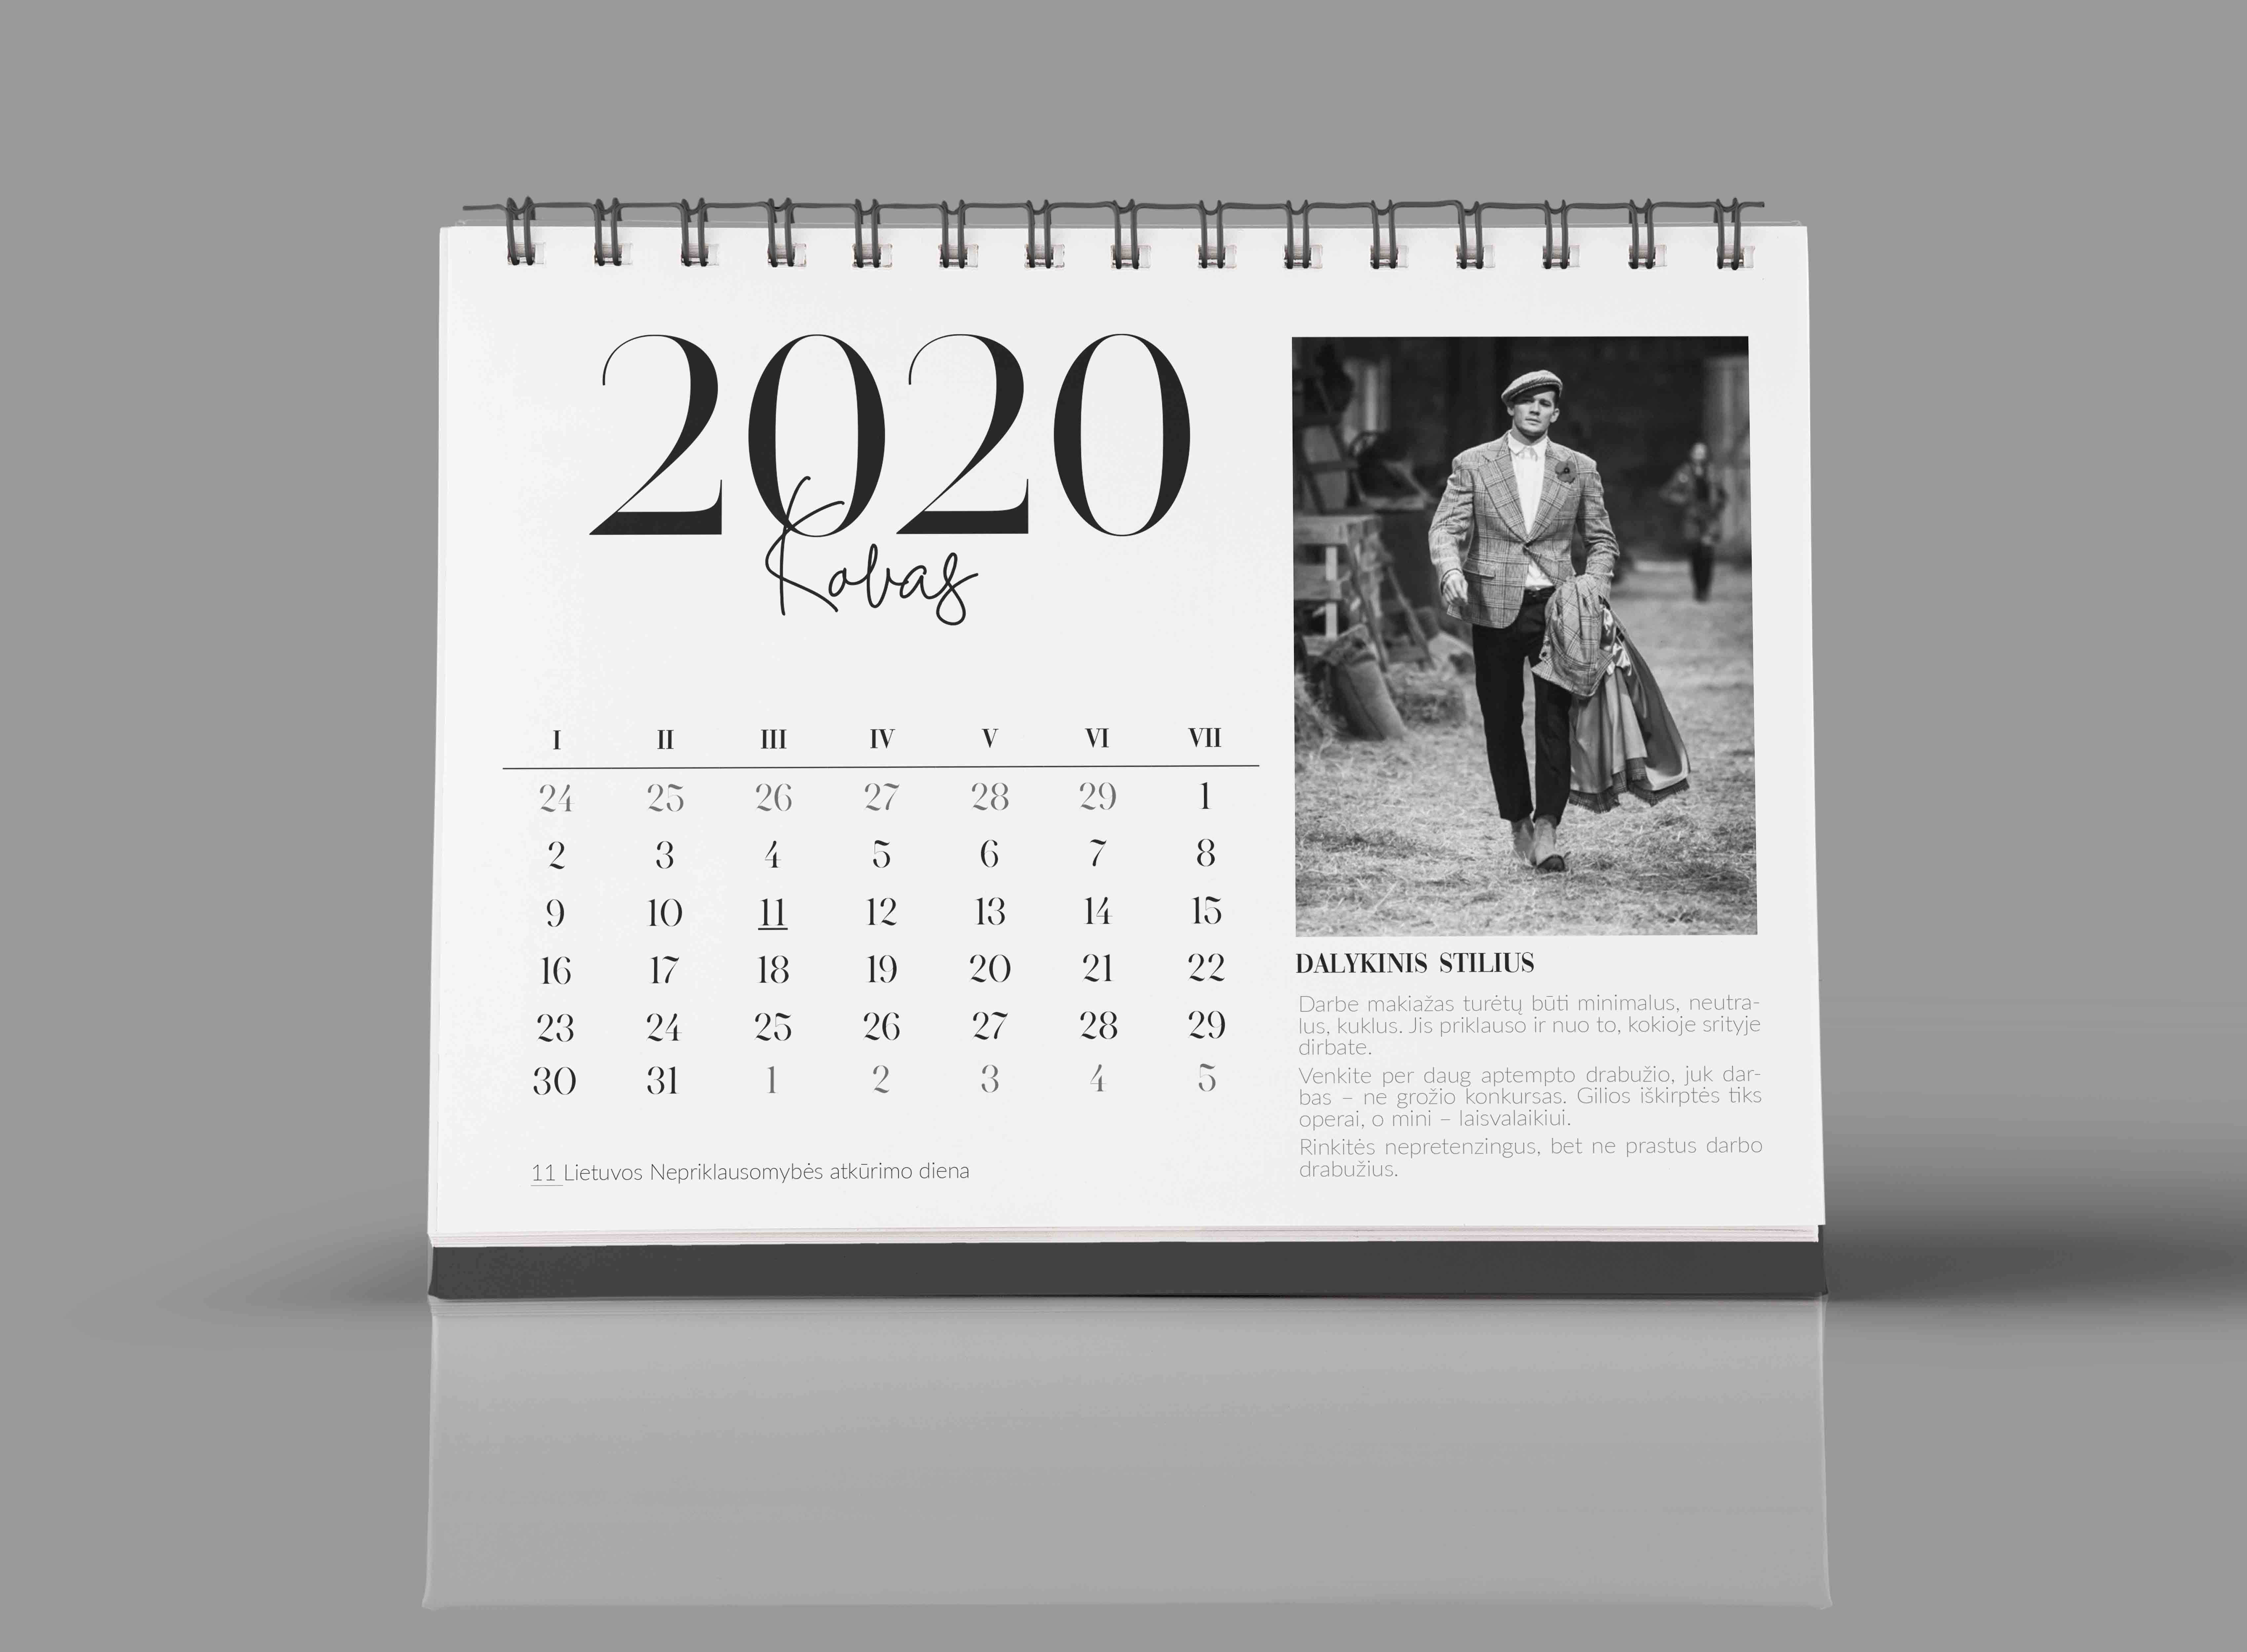 2020
Kovas
I II III IV V VI VII
24 25 26 27 28 29 1
2 3 4 5 6 7 8
9 10 11 12 13 14 15
16 17 18 19 20 21 22
23 24 25 26 27 28 29
30 31 1 2 3 4 5
11 Lietuvos Nepriklausomybės atkūrimo diena
DALYKINIS STILIUS
Darbe makiažas turėtų būti minimalus, neutra-
lus, kuklus. Jis priklauso ir nuo to, kokioje srityje
dirbate.
Venkite per daug aptempto drabužio, juk dar-
bas – ne grožio konkursas. Gilios iškirptės tiks
operai, o mini – laisvalaikiui.
Rinkitės nepretenzingus, bet ne prastus darbo
drabužius.